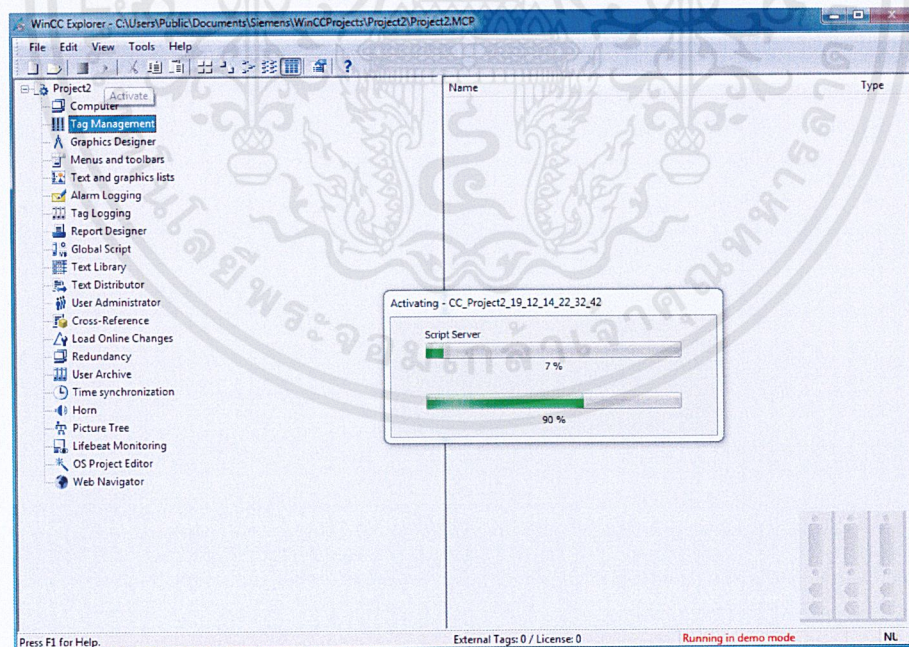 WinCC Explorer - C:\Users\Public\Documents\Siemens\WinCCProjects\Project2\Project2.MCP
File Edit View Tools Help
Project2
Activate
Name
Type
Computer
Tag Management
Graphics Designer
Menus and toolbars
Text and graphics lists
Alarm Logging
Tag Logging
Report Designer
Global Script
Text Library
Text Distributor
User Administrator
Cross-Reference
Load Online Changes
Redundancy
User Archive
Time synchronization
Horn
Picture Tree
Lifebeat Monitoring
OS Project Editor
Web Navigator
Activating - CC_Project2_19_12_14_22_32_42
Script Server
7 %
90 %
Press F1 for Help.
External Tags: 0 / License: 0
Running in demo mode
NL